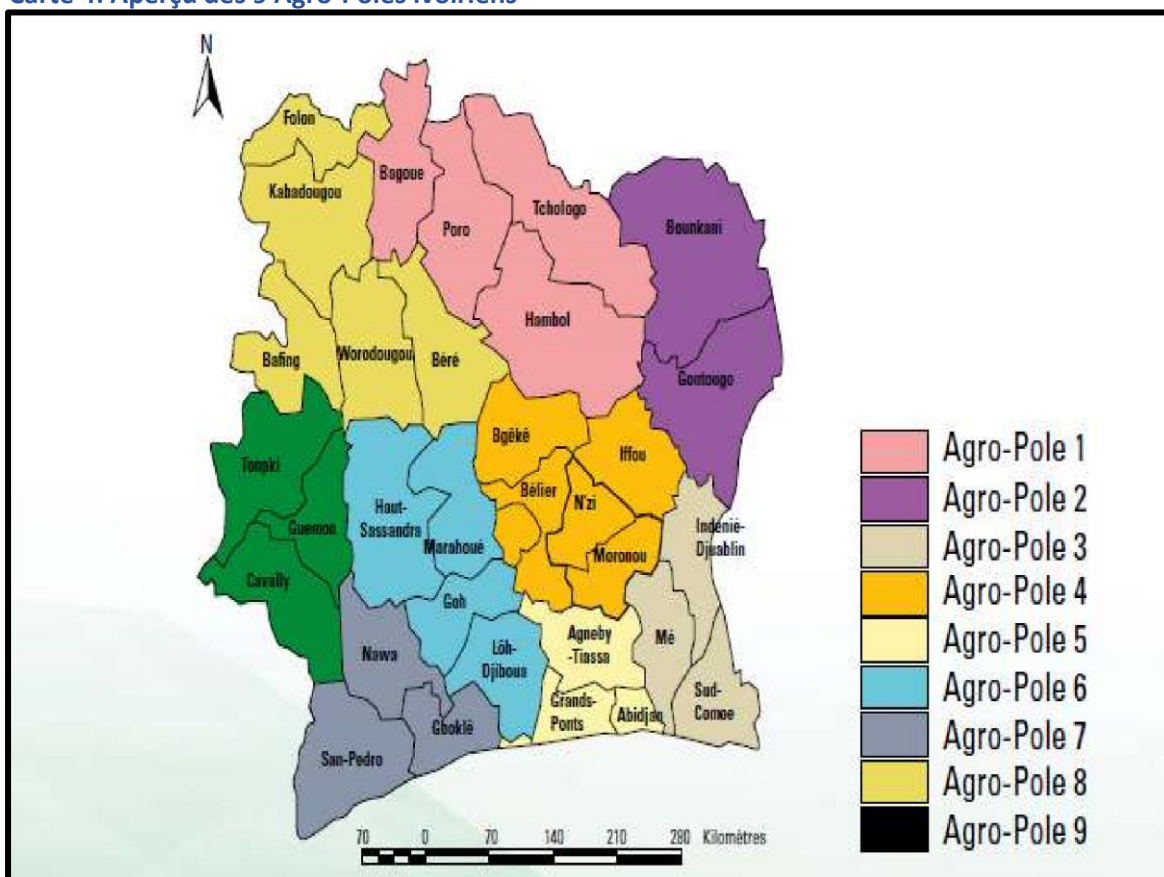 Carte 4: Aperçu des 9 Agro-Poles Ivoiriens
N
Folon
Kabadougou
Bagoue
Poro
Tchologo
Bounkani
Hambol
Gontougo
Bafing
Worodougou
Béré
Tonpki
Guemon
Cavally
Haut-
Sassandra
Marahoué
Goh
Lôh-
Djiboua
Bgêkê
Iffou
Bélier
N'zi
Moronou
Indénié-
Djuablin
Agneby
-Tiassa
Mé
Sud-
Comoe
Grands-
Ponts
Abidjan
Nawa
Gboklê
San-Pedro
70 0 70 140 210 280 Kilomètres
Agro-Pole 1
Agro-Pole 2
Agro-Pole 3
Agro-Pole 4
Agro-Pole 5
Agro-Pole 6
Agro-Pole 7
Agro-Pole 8
Agro-Pole 9